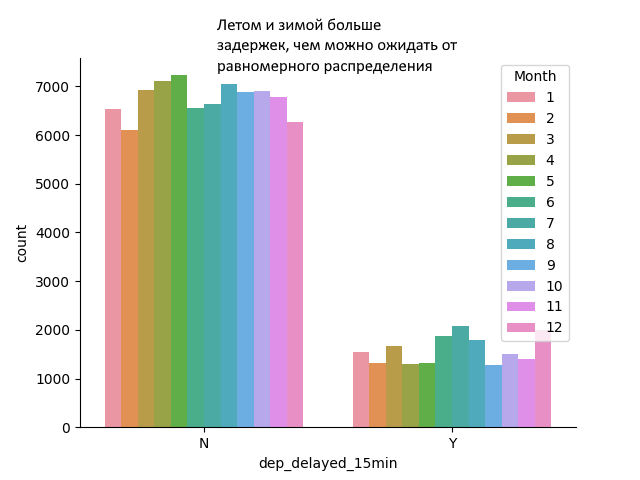 Летом и зимой больше
задержек, чем можно ожидать от
равномерного распределения
Month
1
2
3
4
5
6
7
8
9
10
11
12
7000
6000
5000
4000
3000
2000
1000
0
count
N Y
dep_delayed_15min